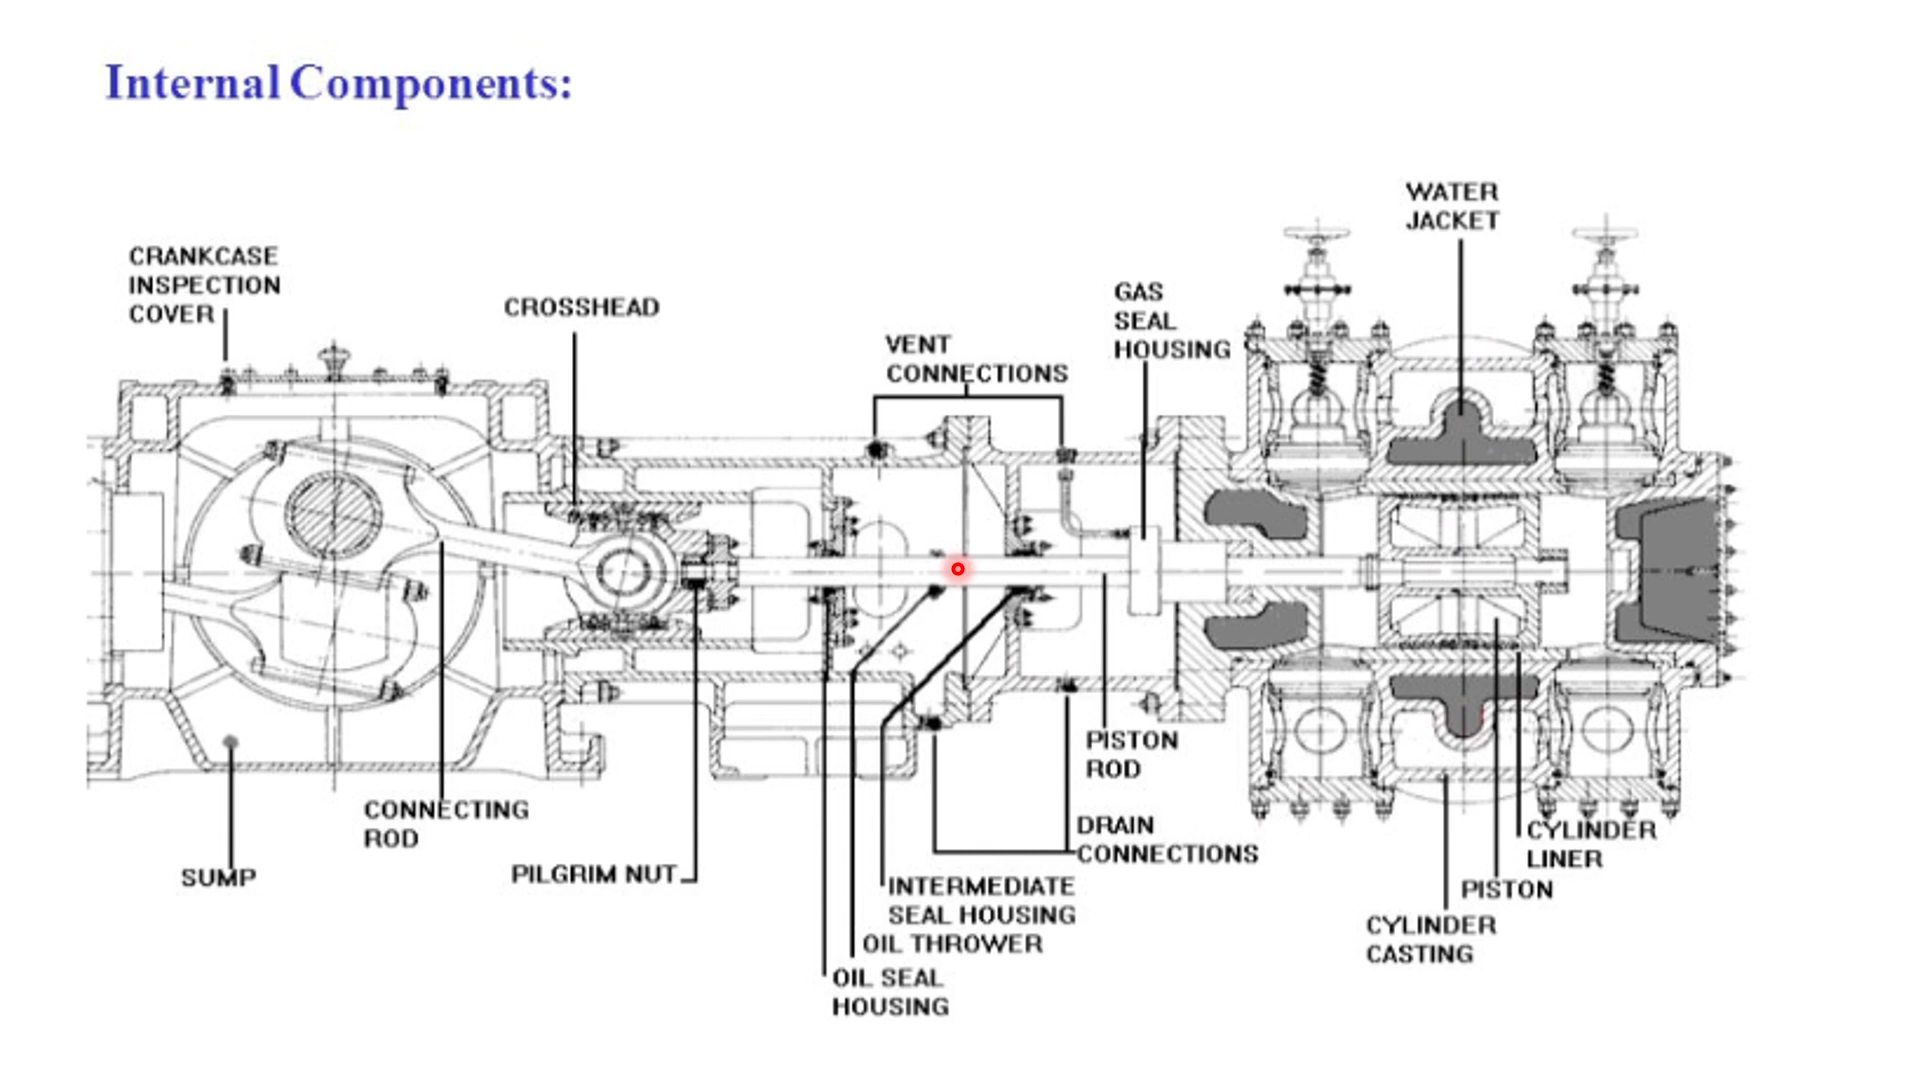 Internal Components:
WATER
JACKET
CRANKCASE
INSPECTION
COVER
CROSSHEAD
GAS
SEAL
HOUSING
VENT
CONNECTIONS
PISTON
ROD
CONNECTING
ROD
DRAIN
CONNECTIONS
CYLINDER
LINER
SUMP
PILGRIM NUT
INTERMEDIATE
SEAL HOUSING
PISTON
OIL THROWER
CYLINDER
CASTING
OIL SEAL
HOUSING